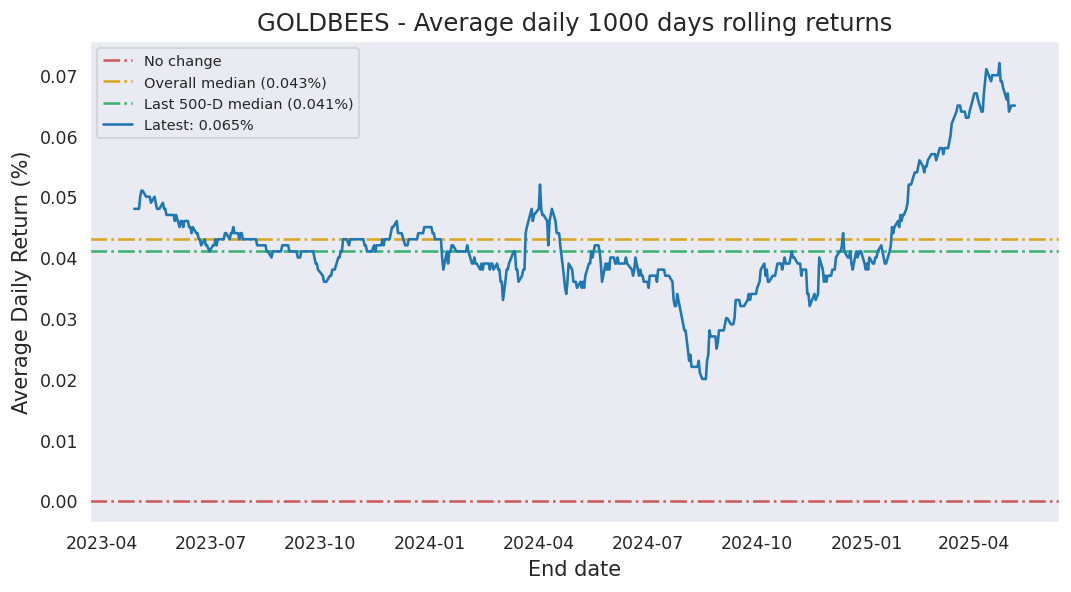 GOLDBEES - Average daily 1000 days rolling returns
No change
Overall median (0.043%)
Last 500-D median (0.041%)
Latest: 0.065%
Average Daily Return (%)
0.07
0.06
0.05
0.04
0.03
0.02
0.01
0.00
2023-04 2023-07 2023-10 2024-01 2024-04 2024-07 2024-10 2025-01 2025-04
End date